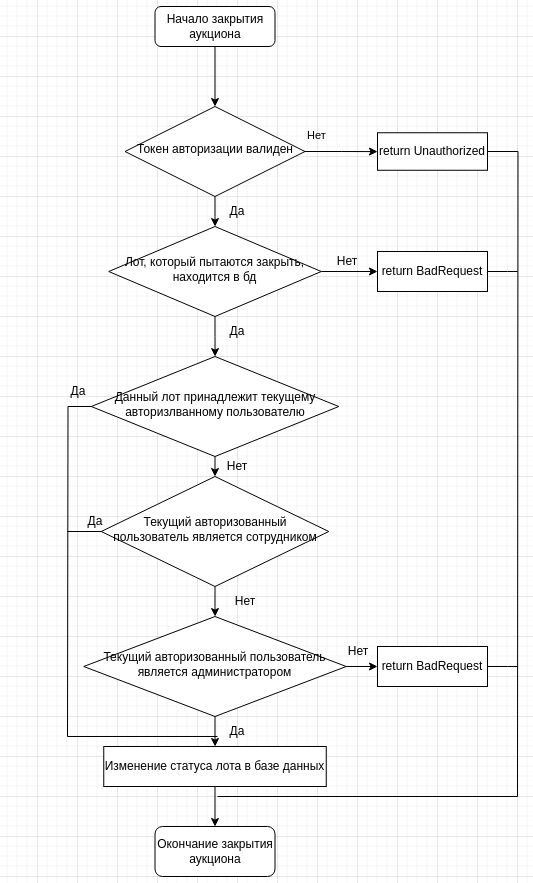 Начало закрытия
аукциона
Токен авторизации валиден
Нет
return Unauthorized
Да
Лот, который пытаются закрыть,
находится в бд
Нет
return BadRequest
Да
Данный лот принадлежит текущему
авторизлванному пользователю
Да
Нет
Текущий авторизованный
пользователь является сотрудником
Да
Нет
Текущий авторизованный пользователь
является администратором
Нет
return BadRequest
Да
Изменение статуса лота в базе данных
Окончание закрытия
аукциона